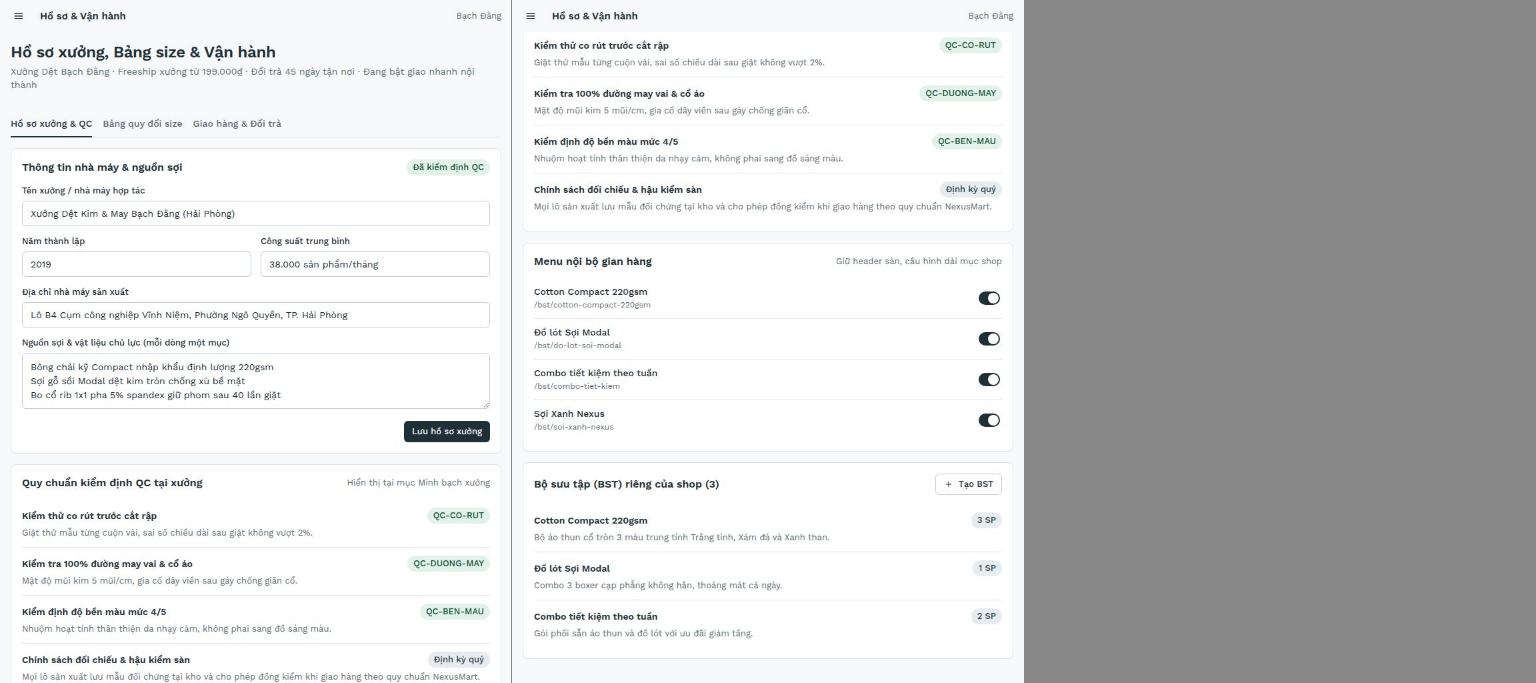 Hồ sơ & Vận hành
Bạch Đằng
Hồ sơ xưởng, Bảng size & Vận hành
Xưởng Dệt Bạch Đằng · Freeship xưởng từ 199.000₫ · Đổi trả 45 ngày tận nơi · Đang bật giao nhanh nội
thành
Hồ sơ xưởng & QC
Bảng quy đổi size
Giao hàng & Đổi trả
Thông tin nhà máy & nguồn sợi
Đã kiểm định QC
Tên xưởng / nhà máy hợp tác
Xưởng Dệt Kim & May Bạch Đằng (Hải Phòng)
Năm thành lập
Công suất trung bình
2019
38.000 sản phẩm/tháng
Địa chỉ nhà máy sản xuất
Lô B4 Cụm công nghiệp Vĩnh Niệm, Phường Ngô Quyền, TP. Hải Phòng
Nguồn sợi & vật liệu chủ lực (mỗi dòng một mục)
Bông chải kỹ Compact nhập khẩu định lượng 220gsm
Sợi gỗ sồi Modal dệt kim tròn chống xù bề mặt
Bo cổ rib 1x1 pha 5% spandex giữ phom sau 40 lần giặt
Lưu hồ sơ xưởng
Quy chuẩn kiểm định QC tại xưởng
Hiển thị tại mục Minh bạch xưởng
Kiểm thử co rút trước cắt rập
QC-CO-RUT
Giặt thử mẫu từng cuộn vải, sai số chiều dài sau giặt không vượt 2%.
Kiểm tra 100% đường may vai & cổ áo
QC-DUONG-MAY
Mật độ mũi kim 5 mũi/cm, gia cố dây viền sau gáy chống giãn cổ.
Kiểm định độ bền màu mức 4/5
QC-BEN-MAU
Nhuộm hoạt tính thân thiện da nhạy cảm, không phai sang đồ sáng màu.
Chính sách đối chiếu & hậu kiểm sàn
Định kỳ quý
Mọi lô sản xuất lưu mẫu đối chứng tại kho và cho phép đồng kiểm khi giao hàng theo quy chuẩn NexusMart.
Hồ sơ & Vận hành
Bạch Đằng
Kiểm thử co rút trước cắt rập
QC-CO-RUT
Giặt thử mẫu từng cuộn vải, sai số chiều dài sau giặt không vượt 2%.
Kiểm tra 100% đường may vai & cổ áo
QC-DUONG-MAY
Mật độ mũi kim 5 mũi/cm, gia cố dây viền sau gáy chống giãn cổ.
Kiểm định độ bền màu mức 4/5
QC-BEN-MAU
Nhuộm hoạt tính thân thiện da nhạy cảm, không phai sang đồ sáng màu.
Chính sách đối chiếu & hậu kiểm sàn
Định kỳ quý
Mọi lô sản xuất lưu mẫu đối chứng tại kho và cho phép đồng kiểm khi giao hàng theo quy chuẩn NexusMart.
Menu nội bộ gian hàng
Giữ header sàn, cấu hình dải mục shop
Cotton Compact 220gsm
/bst/cotton-compact-220gsm
Đồ lót Sợi Modal
/bst/do-lot-soi-modal
Combo tiết kiệm theo tuần
/bst/combo-tiet-kiem
Sợi Xanh Nexus
/bst/soi-xanh-nexus
Bộ sưu tập (BST) riêng của shop (3)
+ Tạo BST
Cotton Compact 220gsm
3 SP
Bộ áo thun cổ tròn 3 màu trung tính Trắng tinh, Xám đá và Xanh than.
Đồ lót Sợi Modal
1 SP
Combo 3 boxer cạp phẳng không hằn, thoáng mát cả ngày.
Combo tiết kiệm theo tuần
2 SP
Gói phối sẵn áo thun và đồ lót với ưu đãi giảm tầng.